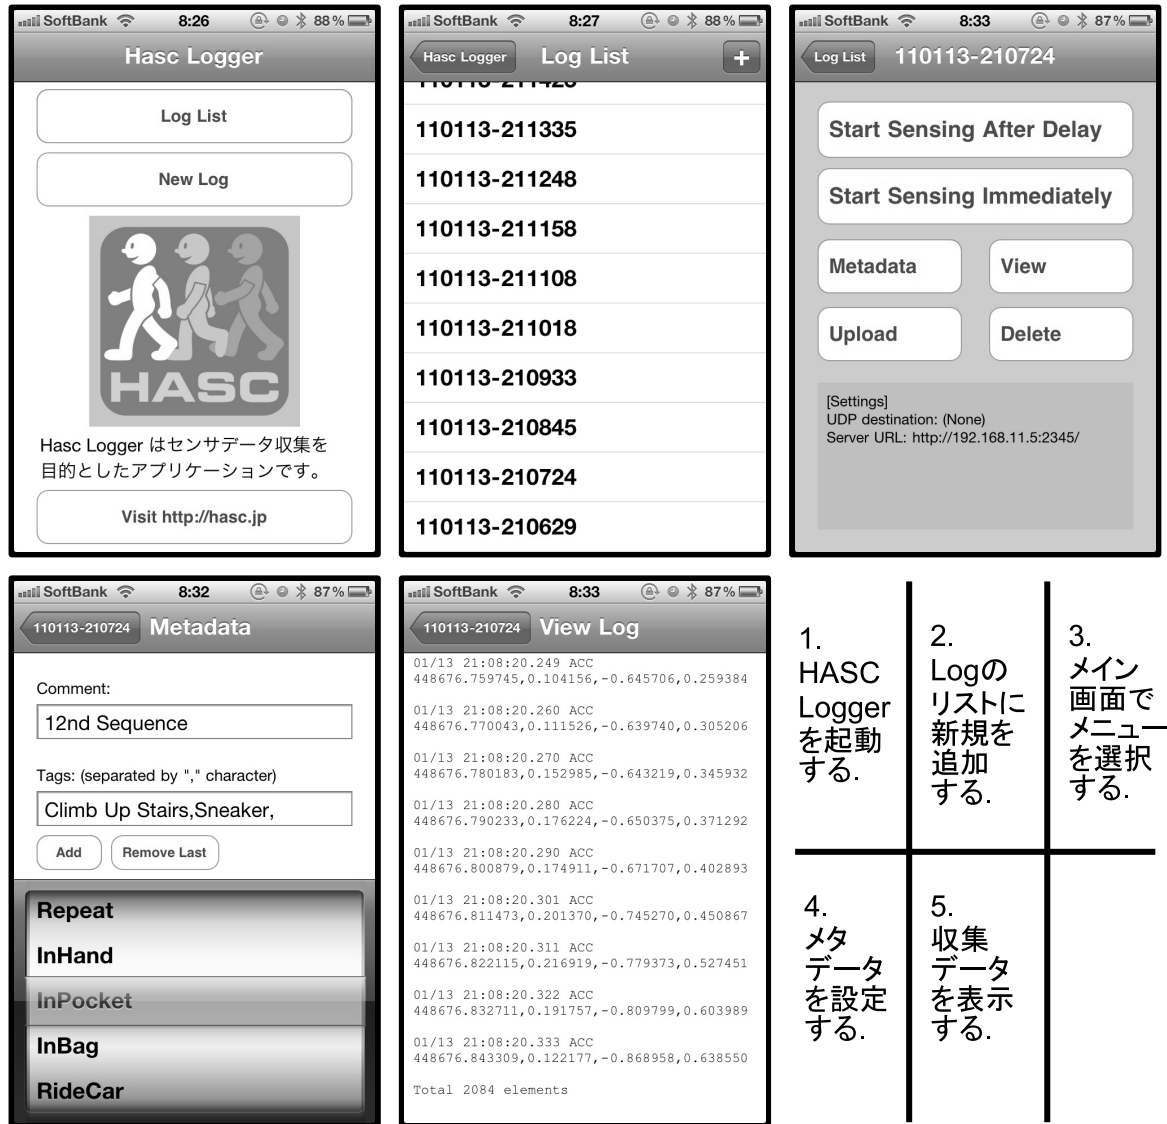 SoftBank 8:26 88%
Hasc Logger
Log List
New Log
HASC
Hasc Logger はセンサデータ収集を
目的としたアプリケーションです。
Visit http://hasc.jp
SoftBank 8:27 88%
Hasc Logger Log List +
110113-211335
110113-211248
110113-211158
110113-211108
110113-211018
110113-210933
110113-210845
110113-210724
110113-210629
SoftBank 8:33 87%
Log List 110113-210724
Start Sensing After Delay
Start Sensing Immediately
Metadata View
Upload Delete
[Settings]
UDP destination: (None)
Server URL: http://192.168.11.5:2345/
SoftBank 8:32 87%
110113-210724 Metadata
Comment:
12nd Sequence
Tags: (separated by "," character)
Climb Up Stairs,Sneaker,
Add Remove Last
Repeat
InHand
InPocket
InBag
RideCar
SoftBank 8:33 87%
110113-210724 View Log
01/13 21:08:20.249 ACC
448676.759745,0.104156,-0.645706,0.259384
01/13 21:08:20.260 ACC
448676.770043,0.111526,-0.639740,0.305206
01/13 21:08:20.270 ACC
448676.780183,0.152985,-0.643219,0.345932
01/13 21:08:20.280 ACC
448676.790233,0.176224,-0.650375,0.371292
01/13 21:08:20.290 ACC
448676.800879,0.174911,-0.671707,0.402893
01/13 21:08:20.301 ACC
448676.811473,0.201370,-0.745270,0.450867
01/13 21:08:20.311 ACC
448676.822115,0.216919,-0.779373,0.527451
01/13 21:08:20.322 ACC
448676.832711,0.191757,-0.809799,0.603989
01/13 21:08:20.333 ACC
448676.843309,0.122177,-0.868958,0.638550
Total 2084 elements
1.
HASC
Logger
を起動
する.
2.
Logの
リストに
新規を
追加
する.
3.
メイン
画面で
メニュー
を選択
する.
4.
メタ
データ
を設定
する.
5.
収集
データ
を表示
する.